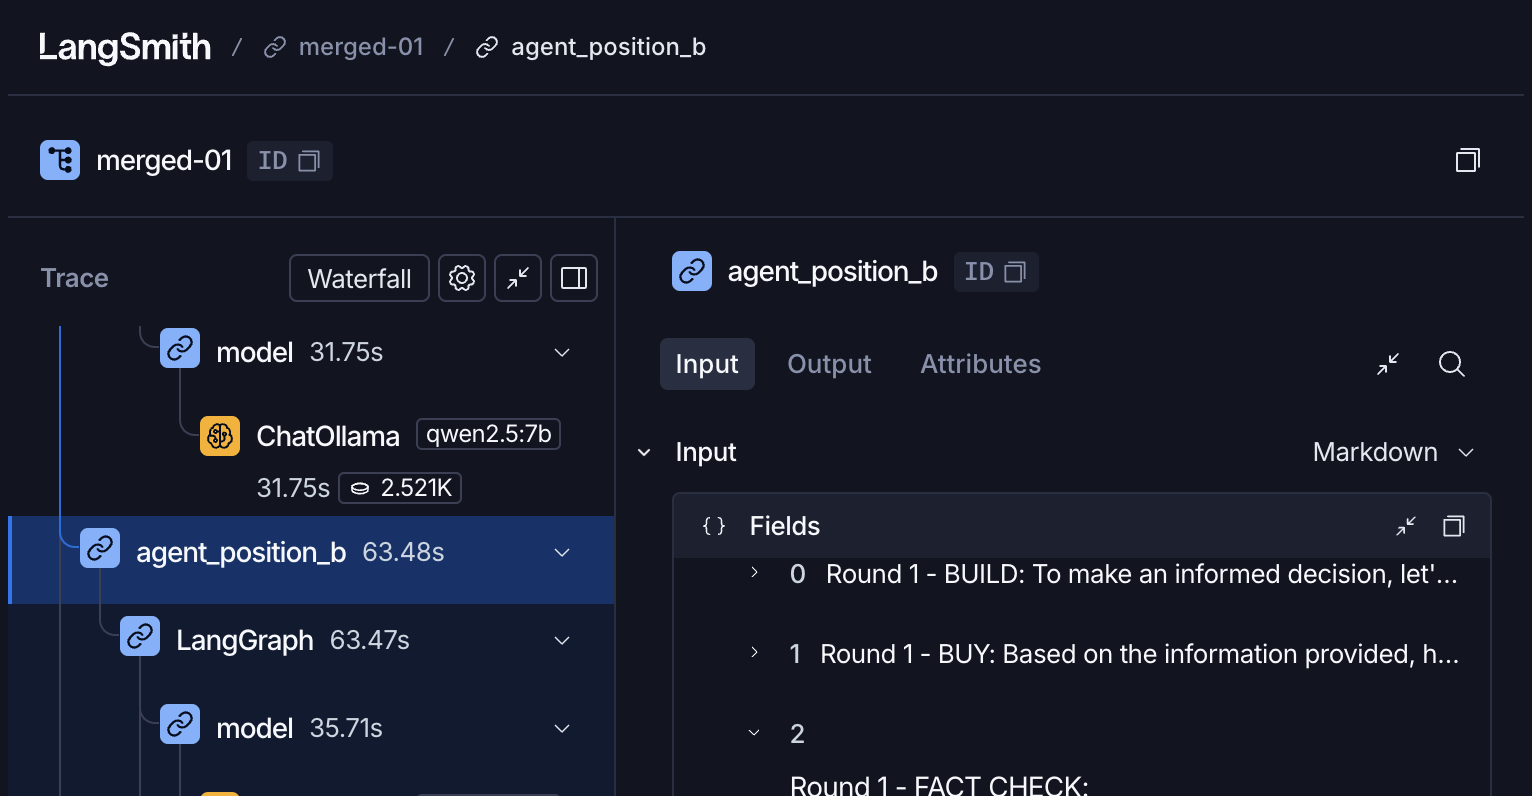 LangSmith / merged-01 / agent_position_b
merged-01 ID
Trace Waterfall
model 31.75s
ChatOllama qwen2.5:7b
31.75s 2.521K
agent_position_b 63.48s
LangGraph 63.47s
model 35.71s
agent_position_b ID
Input Output Attributes
Input Markdown
{} Fields
0 Round 1 - BUILD: To make an informed decision, let'...
1 Round 1 - BUY: Based on the information provided, h...
2
Round 1 - FACT CHECK: